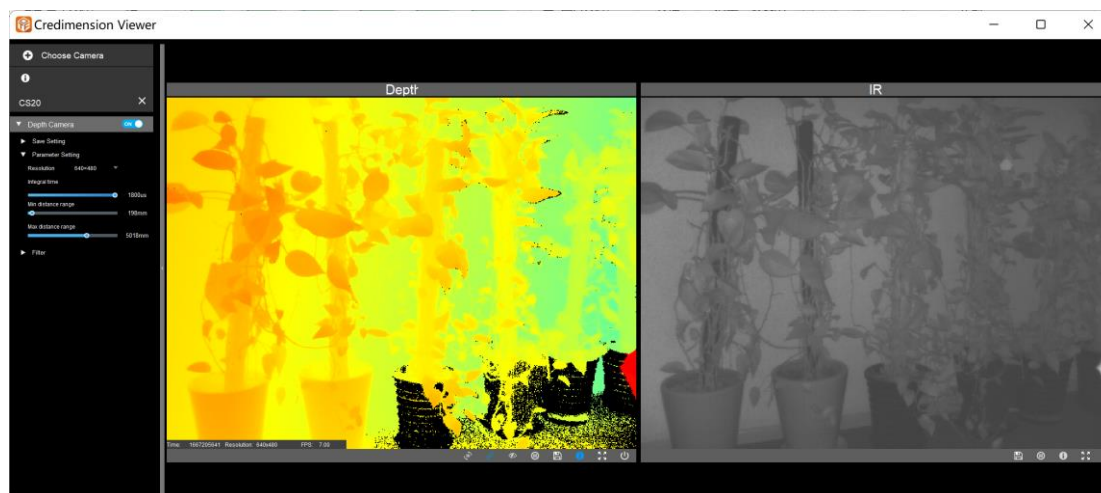 Credimension Viewer
Choose Camera
CS20
Depth Camera ON
Save Setting
Parameter Setting
Resolution 640×480
Integral time
1800us
Min distance range
198mm
Max distance range
5018mm
Filter
Depth
Time: 1667205641 Resolution: 640x480 FPS: 7.00
IR